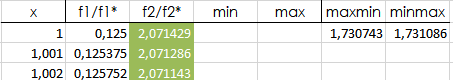 x f1/f1* f2/f2* min max maxmin minmax
1 0,125 2,071429 1,730743 1,731086
1,001 0,125375 2,071286
1,002 0,125752 2,071143